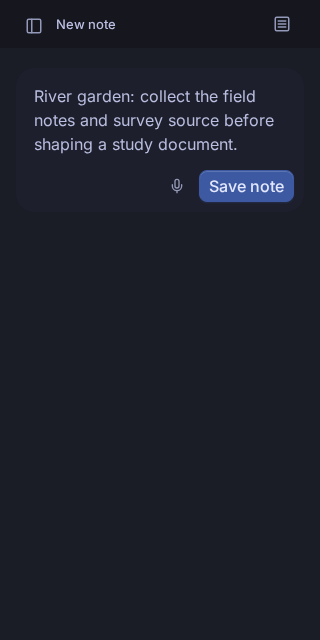 New note
River garden: collect the field
notes and survey source before
shaping a study document.
Save note